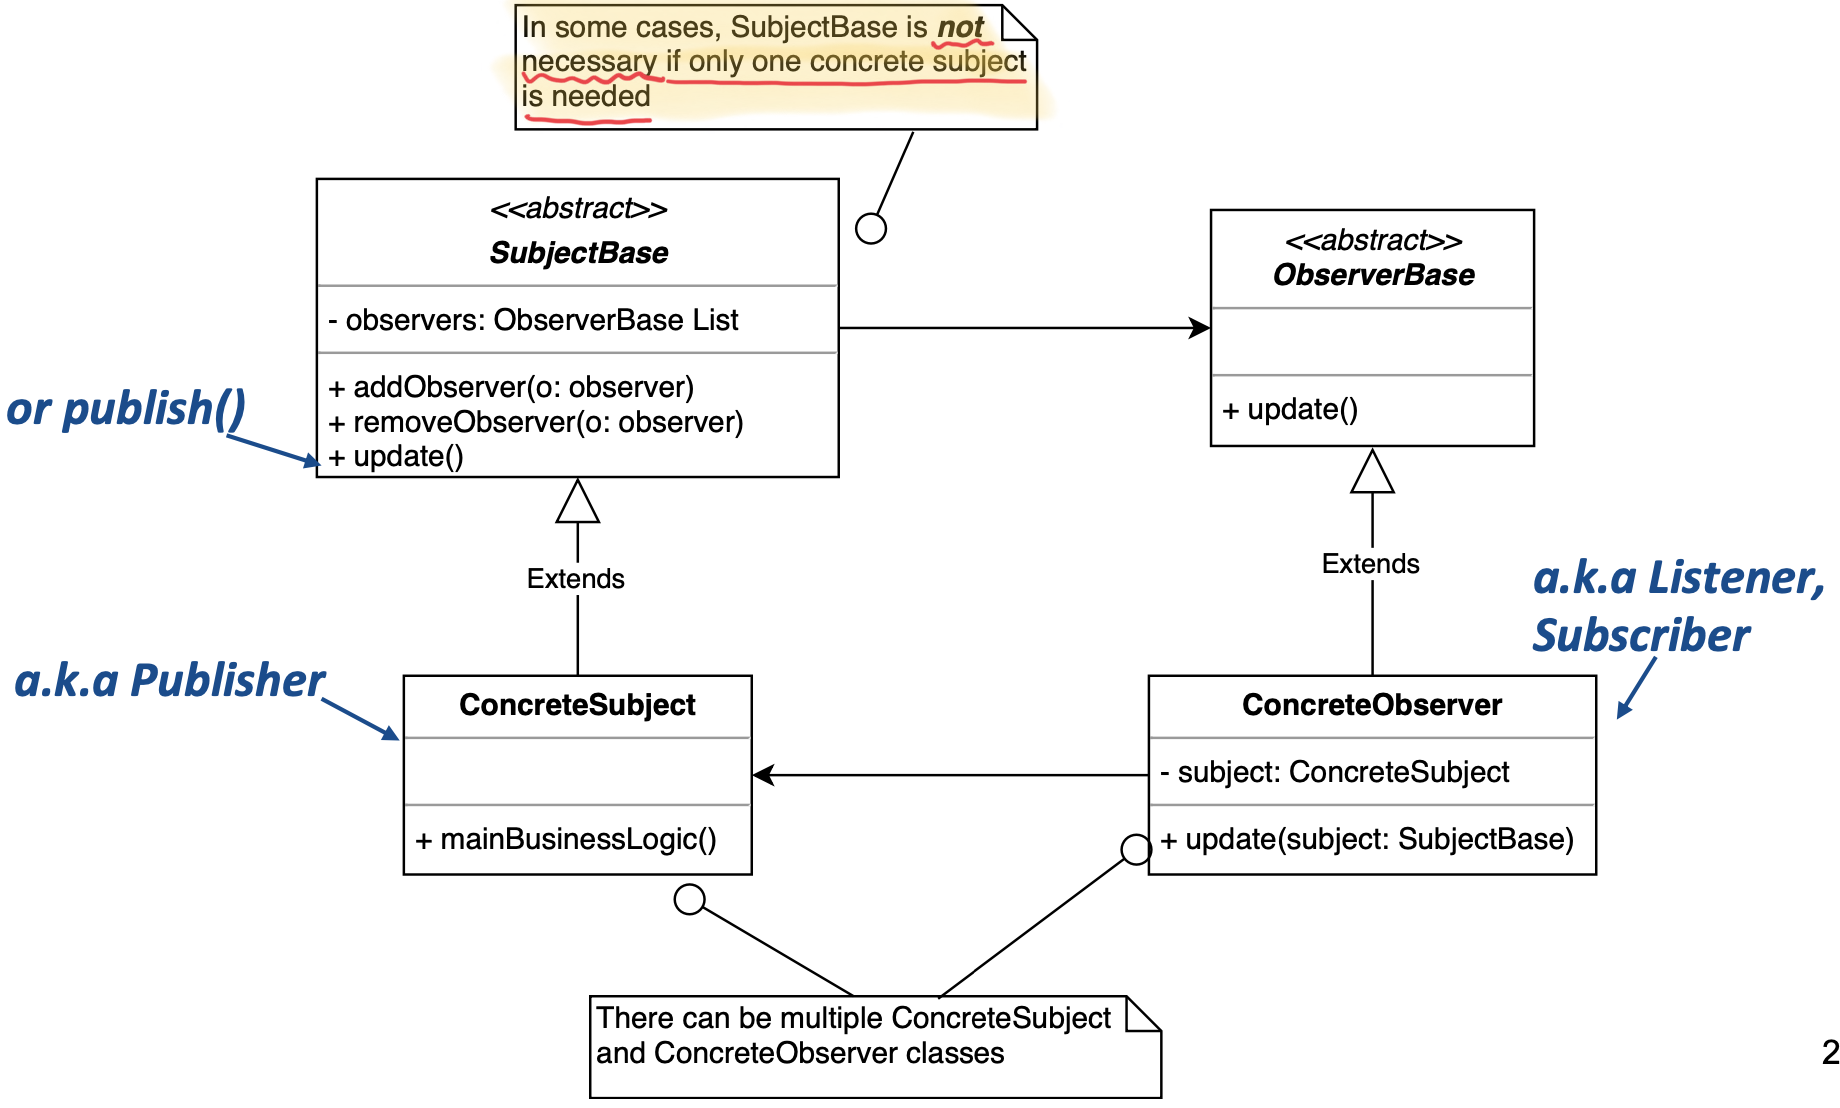 In some cases, SubjectBase is not
necessary if only one concrete subject
is needed
<<abstract>>
SubjectBase
- observers: ObserverBase List
+ addObserver(o: observer)
+ removeObserver(o: observer)
+ update()
or publish()
<<abstract>>
ObserverBase
+ update()
Extends
Extends
a.k.a Listener,
Subscriber
a.k.a Publisher
ConcreteSubject
+ mainBusinessLogic()
ConcreteObserver
- subject: ConcreteSubject
+ update(subject: SubjectBase)
There can be multiple ConcreteSubject
and ConcreteObserver classes
2